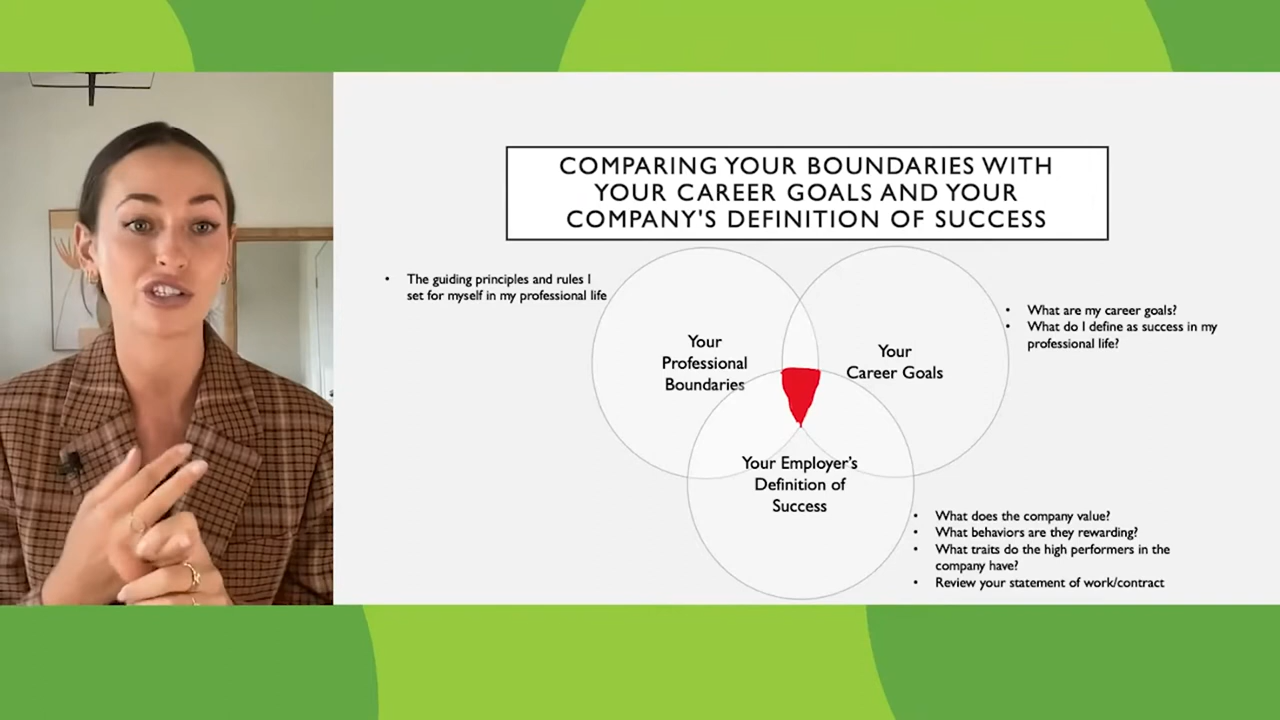 COMPARING YOUR BOUNDARIES WITH
YOUR CAREER GOALS AND YOUR
COMPANY'S DEFINITION OF SUCCESS
• The guiding principles and rules I
set for myself in my professional life
Your
Professional
Boundaries
Your
Career Goals
• What are my career goals?
• What do I define as success in my
professional life?
Your Employer's
Definition of
Success
• What does the company value?
• What behaviors are they rewarding?
• What traits do the high performers in the
company have?
• Review your statement of work/contract